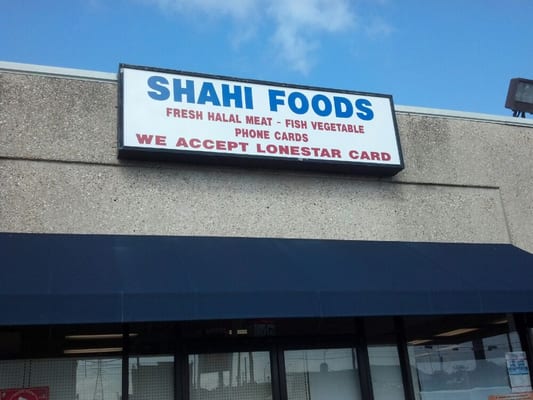 SHAHI FOODS
FRESH HALAL MEAT - FISH VEGETABLE
PHONE CARDS
WE ACCEPT LONESTAR CARD